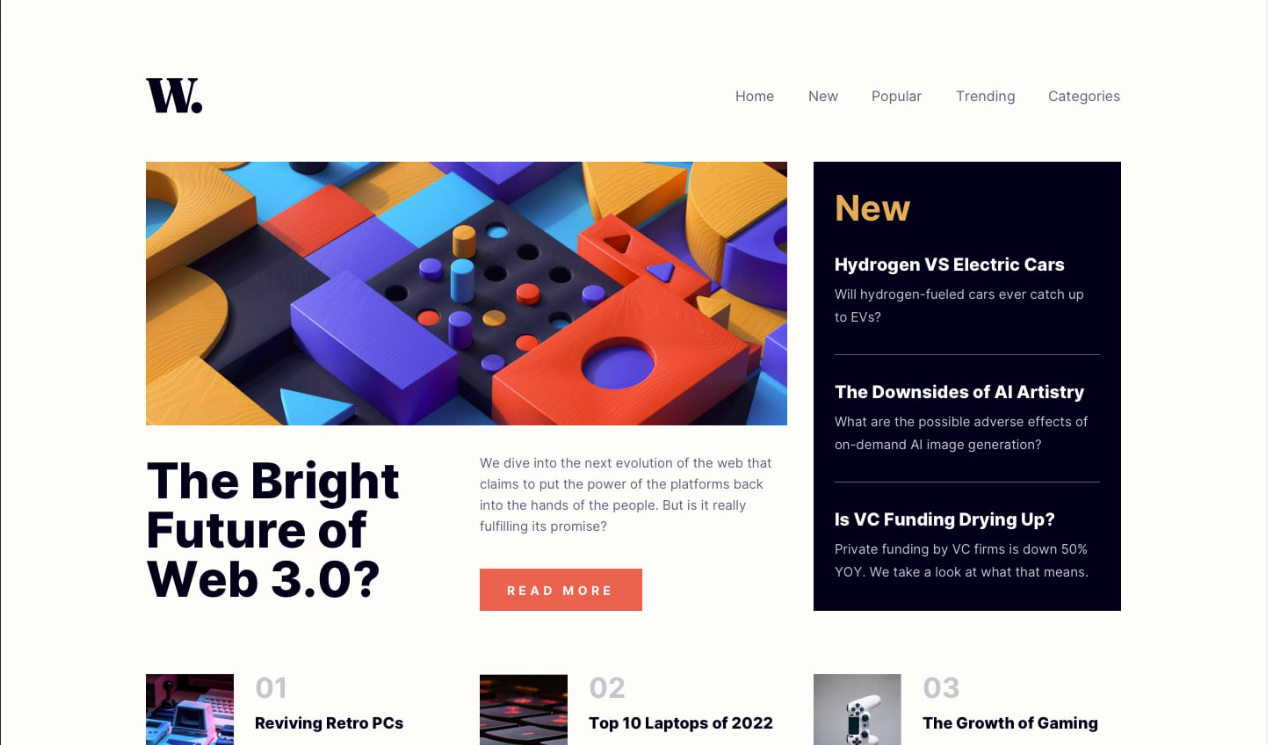 W.
Home New Popular Trending Categories
New
Hydrogen VS Electric Cars
Will hydrogen-fueled cars ever catch up
to EVs?
The Downsides of AI Artistry
What are the possible adverse effects of
on-demand AI image generation?
Is VC Funding Drying Up?
Private funding by VC firms is down 50%
YOY. We take a look at what that means.
The Bright
Future of
Web 3.0?
We dive into the next evolution of the web that
claims to put the power of the platforms back
into the hands of the people. But is it really
fulfilling its promise?
READ MORE
01
Reviving Retro PCs
02
Top 10 Laptops of 2022
03
The Growth of Gaming